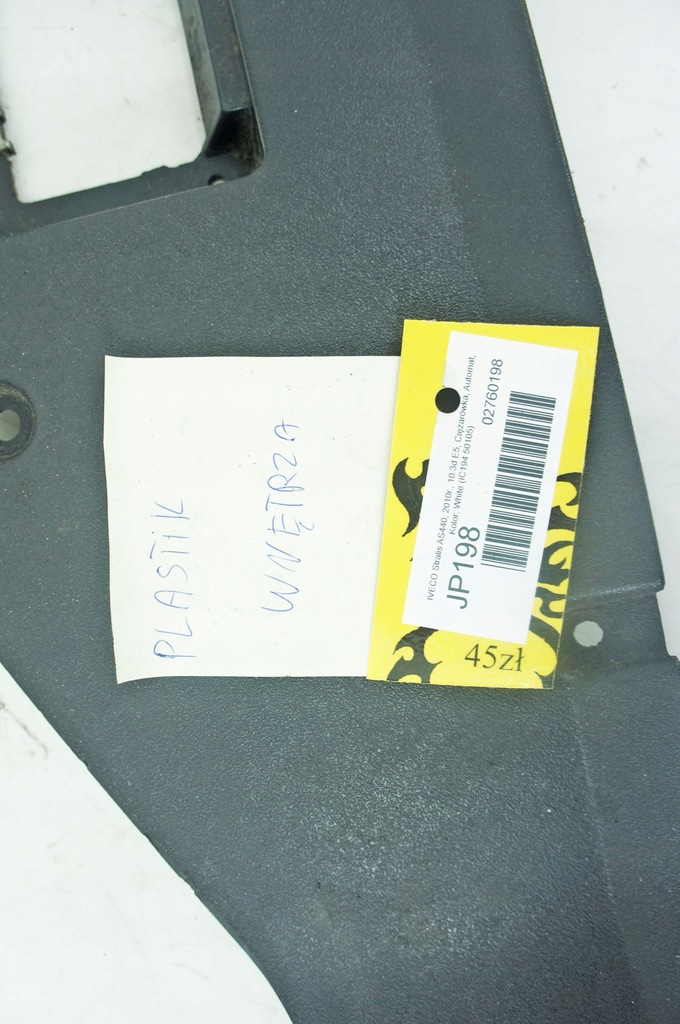 PLASTIK
WNĘTRZA
IVECO Stralis AS440, 2010r., 10.3d E5, Ciężarówka, Automat,
Kolor: White (IC194 50105)
JP198
02760198
45zł